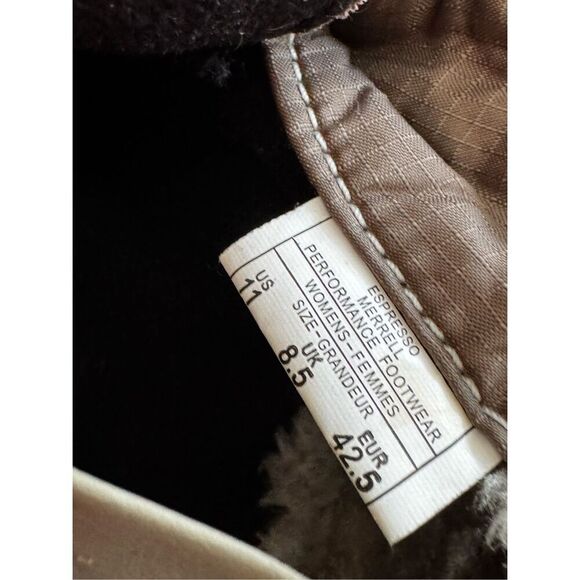 ESPRESSO
MERRELL
PERFORMANCE FOOTWEAR
WOMENS-FEMMES
SIZE-GRANDEUR
US UK EUR
11 8.5 42.5